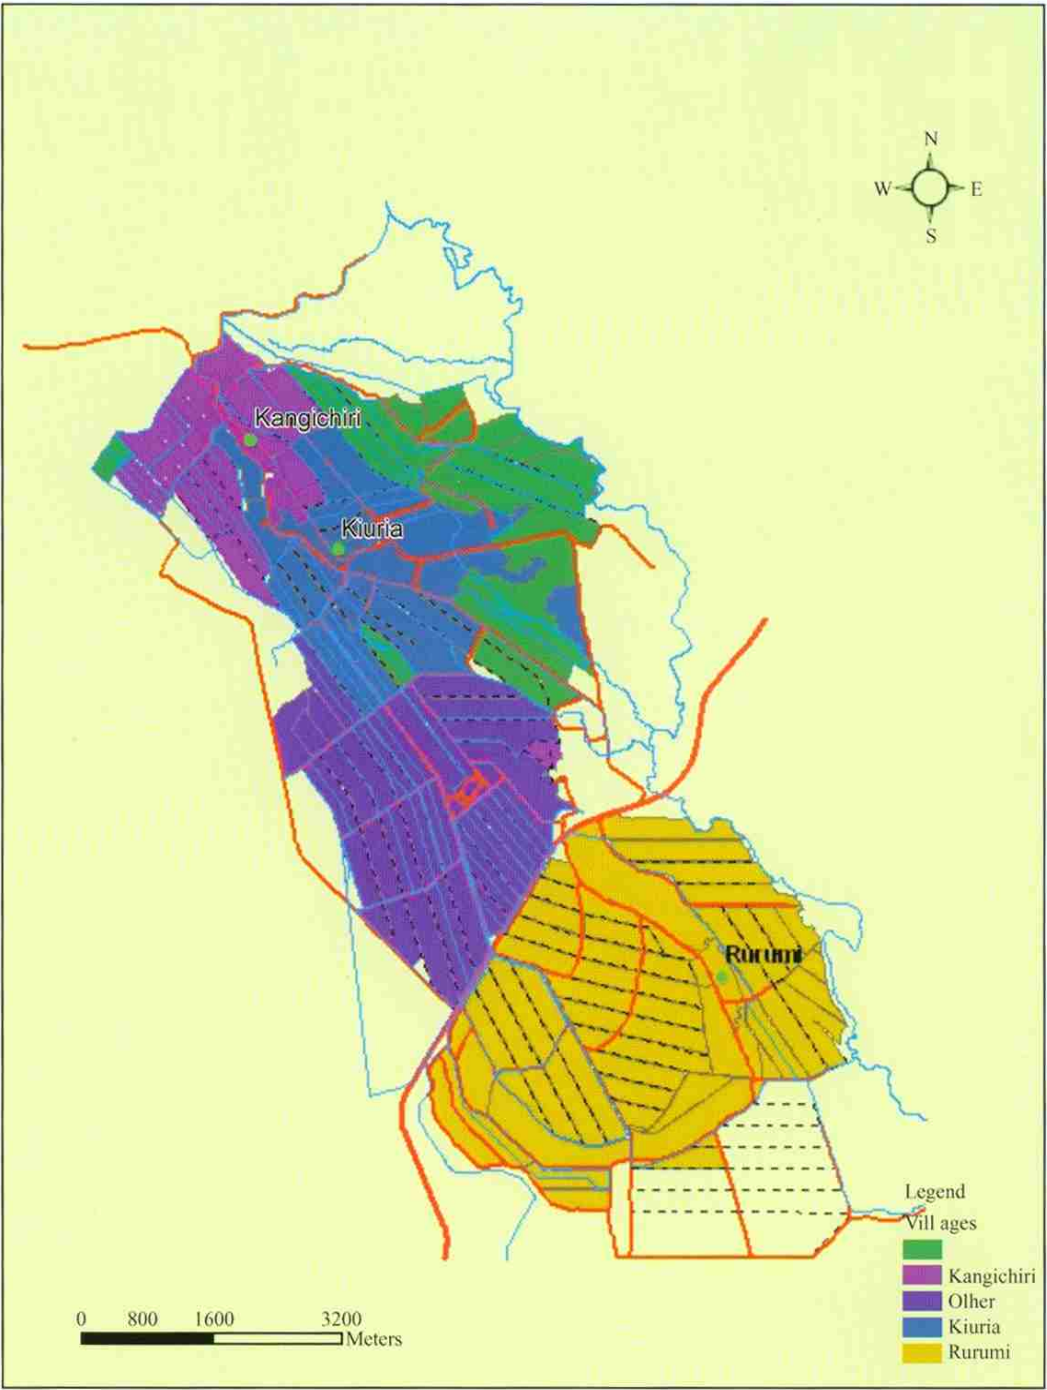 N
W E
S
Kangichiri
Kiuria
Rurumi
Legend
Vill ages
Kangichiri
Olher
Kiuria
Rurumi
0 800 1600 3200
Meters